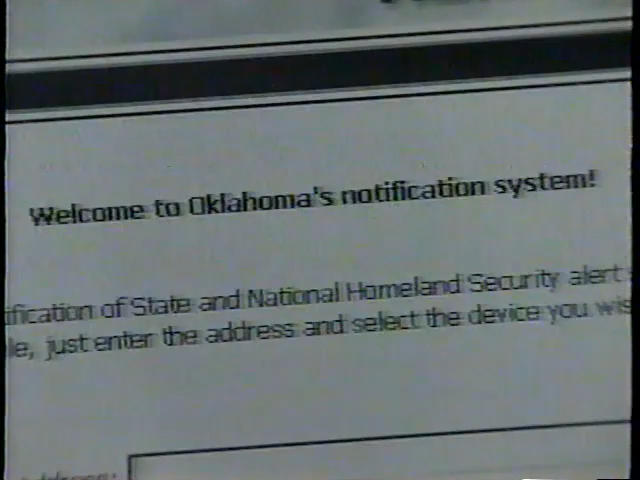 Welcome to Oklahoma's notification system!
ification of State and National Homeland Security alert
le, just enter the address and select the device you wis